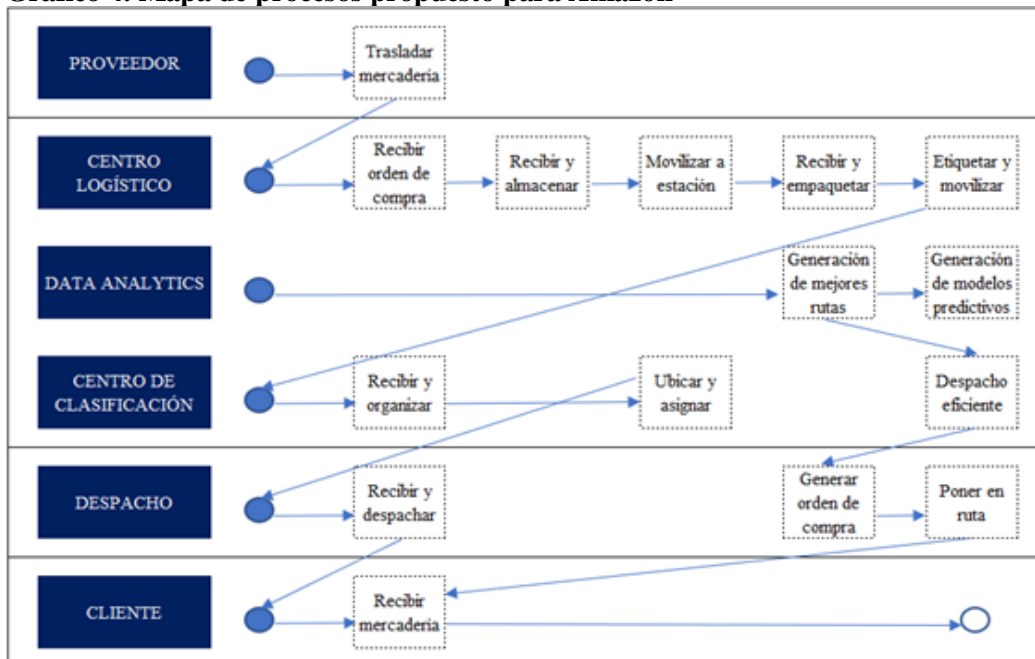 Gráfico 4. Mapa de procesos propuesto para Amazon
PROVEEDOR
Trasladar
mercadería
CENTRO
LOGÍSTICO
Recibir
orden de
compra
Recibir y
almacenar
Movilizar a
estación
Recibir y
empaquetar
Etiquetar y
movilizar
DATA ANALYTICS
Generación
de mejores
rutas
Generación
de modelos
predictivos
CENTRO DE
CLASIFICACIÓN
Recibir y
organizar
Ubicar y
asignar
Despacho
eficiente
DESPACHO
Recibir y
despachar
Generar
orden de
compra
Poner en
ruta
CLIENTE
Recibir
mercadería